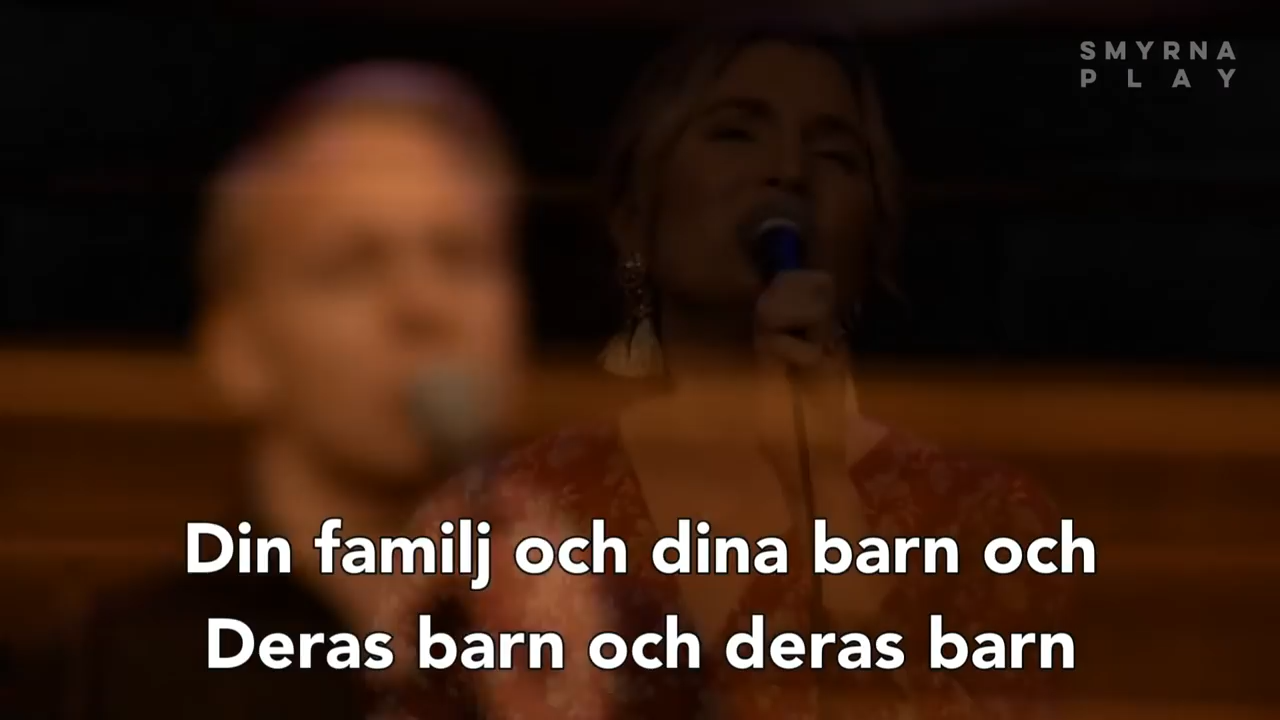 SMYRNA
PLAY
Din familj och dina barn och
Deras barn och deras barn